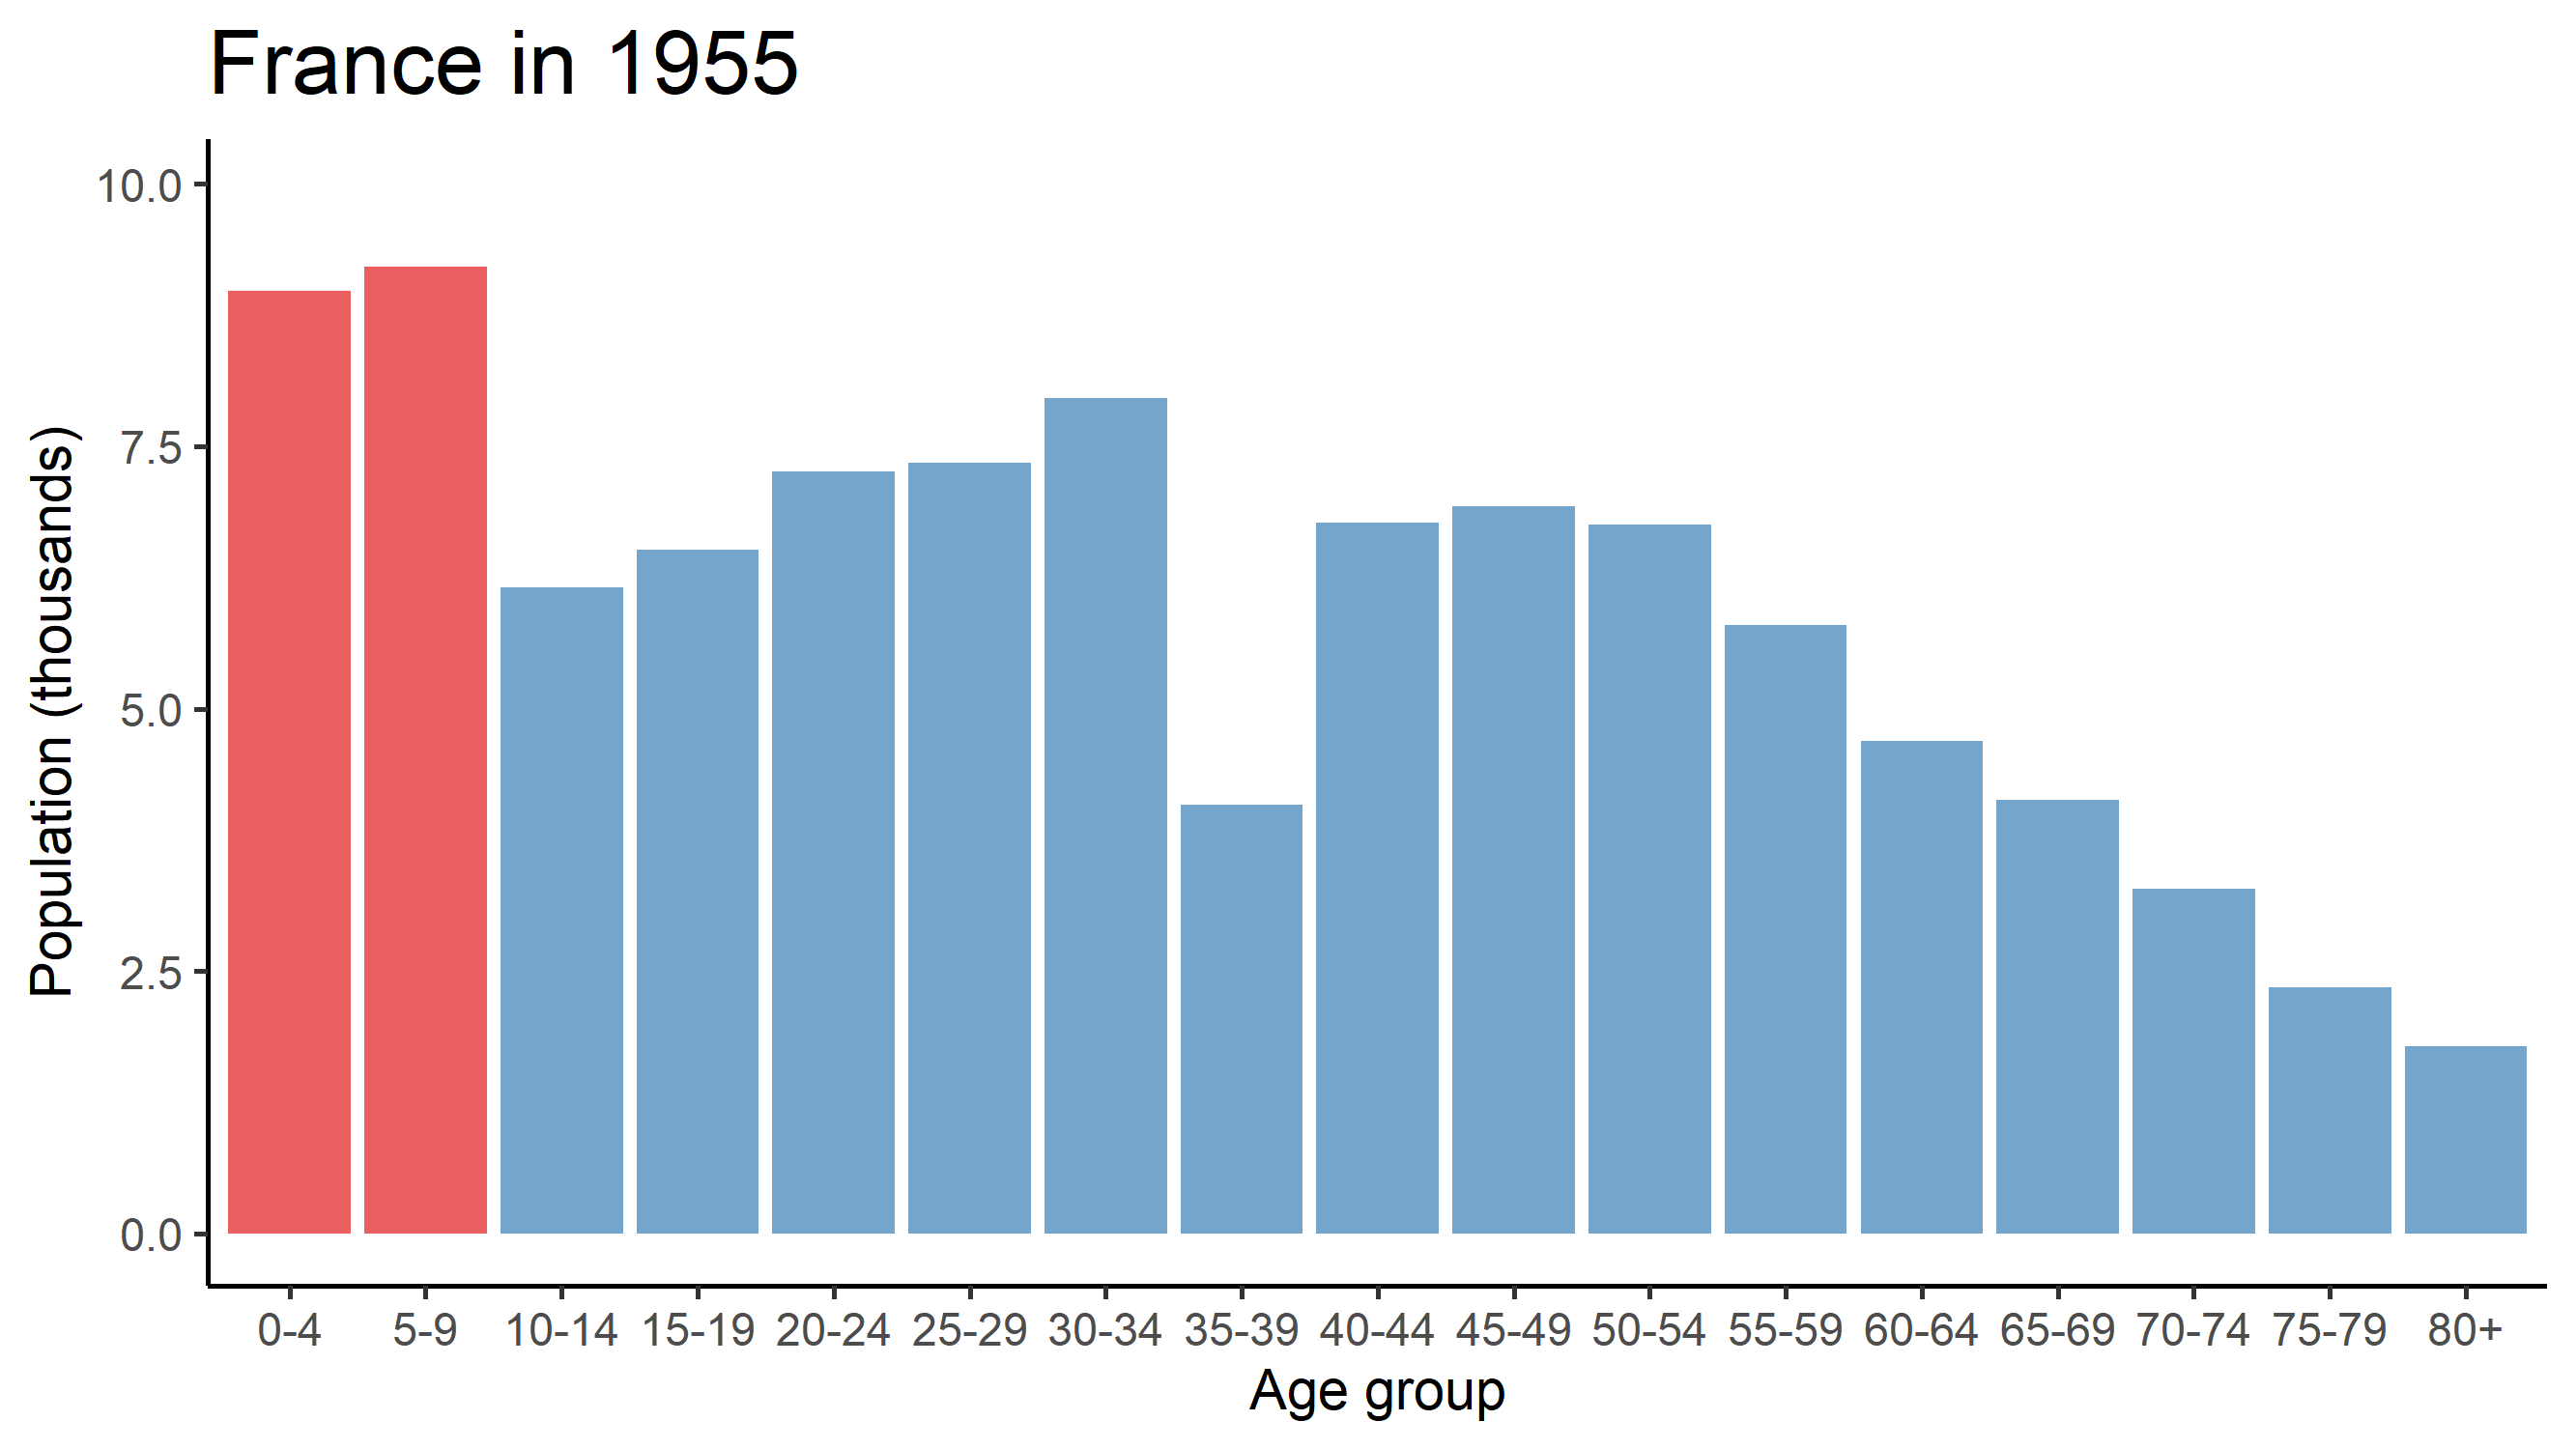 France in 1955
Population (thousands)
10.0
7.5
5.0
2.5
0.0
0-4 5-9 10-14 15-19 20-24 25-29 30-34 35-39 40-44 45-49 50-54 55-59 60-64 65-69 70-74 75-79 80+
Age group